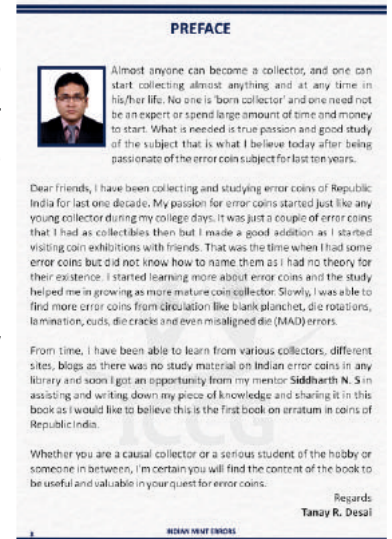 PREFACE
Almost anyone can become a collector, and one can
start collecting almost anything and at any time in
his/her life. No one is 'born collector' and one need not
be an expert or spend large amount of time and money
to start. What is needed is true passion and good study
of the subject that is what I believe today after being
passionate of the error coin subject for last ten years.
Dear friends, I have been collecting and studying error coins of Republic
India for last one decade. My passion for error coins started just like any
young collector during my college days. It was just a couple of error coins
that I had as collectibles then but I made a good addition as I started
visiting coin exhibitions with friends. That was the time when I had some
error coins but did not know how to name them as I had no theory for
their existence. I started learning more about error coins and the study
helped me in growing as more mature coin collector. Slowly, I was able to
find more error coins from circulation like blank planchet, die rotations,
lamination, cuds, die cracks and even misaligned die (MAD) errors.
From time, I have been able to learn from various collectors, different
sites, blogs as there was no study material on Indian error coins in any
library and soon I got an opportunity from my mentor Siddharth N. S in
assisting and writing down my piece of knowledge and sharing it in this
book as I would like to believe this is the first book on erratum in coins of
Republic India.
Whether you are a causal collector or a serious student of the hobby or
someone in between, I'm certain you will find the content of the book to
be useful and valuable in your quest for error coins.
Regards
Tanay R. Desai
INDIAN MINT ERRORS
ICCG